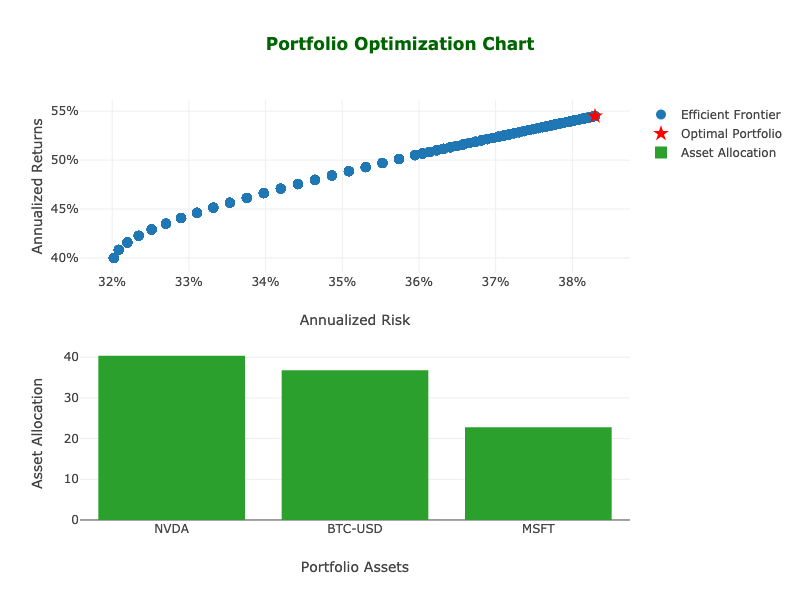 Portfolio Optimization Chart
Annualized Returns
55%
50%
45%
40%
32%
33%
34%
35%
36%
37%
38%
Annualized Risk
Efficient Frontier
Optimal Portfolio
Asset Allocation
Asset Allocation
40
30
20
10
0
NVDA
BTC-USD
MSFT
Portfolio Assets